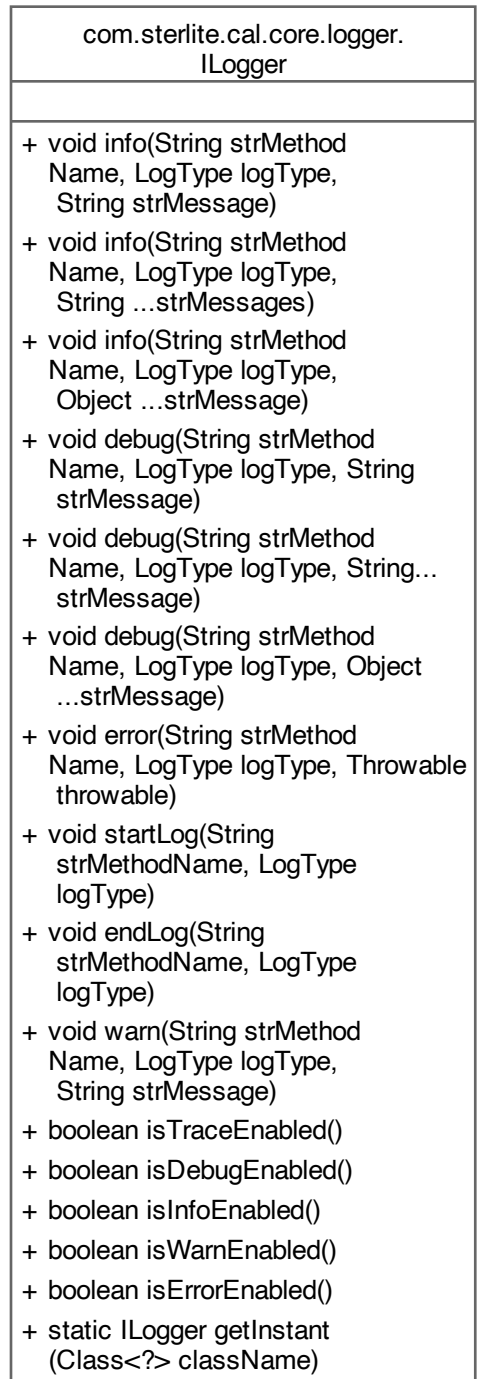 com.sterlite.cal.core.logger.
ILogger
+ void info(String strMethod
Name, LogType logType,
String strMessage)
+ void info(String strMethod
Name, LogType logType,
String ...strMessages)
+ void info(String strMethod
Name, LogType logType,
Object ...strMessage)
+ void debug(String strMethod
Name, LogType logType, String
strMessage)
+ void debug(String strMethod
Name, LogType logType, String...
strMessage)
+ void debug(String strMethod
Name, LogType logType, Object
...strMessage)
+ void error(String strMethod
Name, LogType logType, Throwable
throwable)
+ void startLog(String
strMethodName, LogType
logType)
+ void endLog(String
strMethodName, LogType
logType)
+ void warn(String strMethod
Name, LogType logType,
String strMessage)
+ boolean isTraceEnabled()
+ boolean isDebugEnabled()
+ boolean isInfoEnabled()
+ boolean isWarnEnabled()
+ boolean isErrorEnabled()
+ static ILogger getInstant
(Class<?> className)